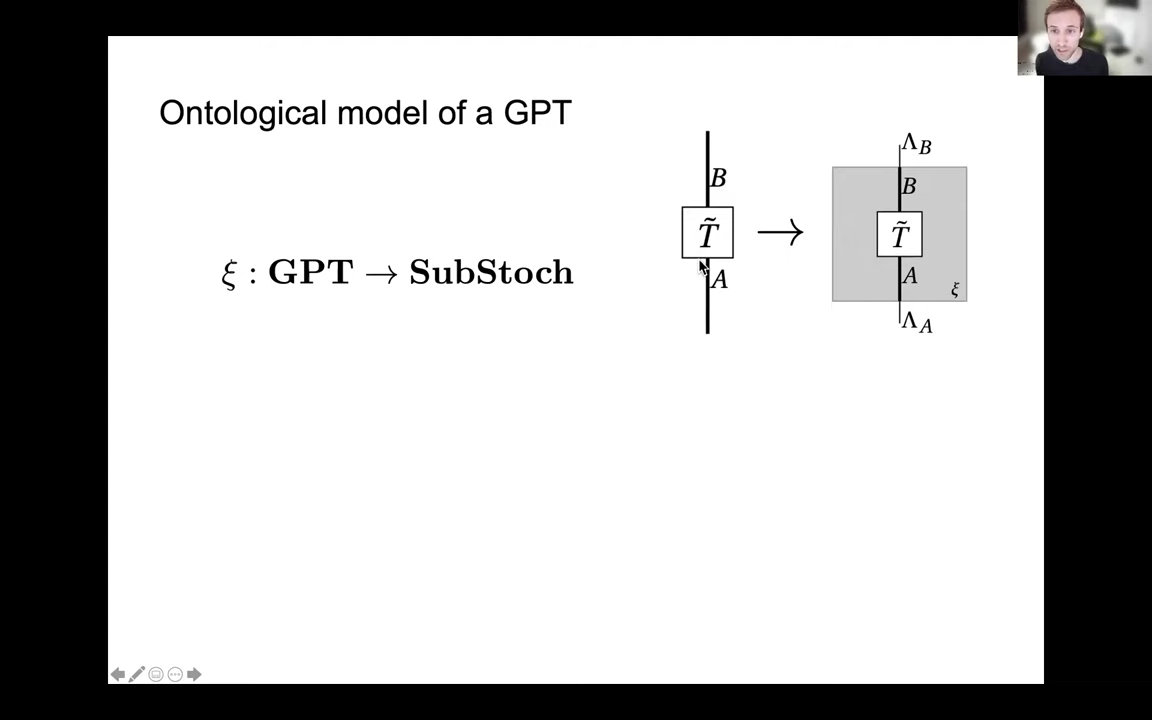 Ontological model of a GPT
ξ : GPT → SubStoch
B
T̃
A
→
Λ_B
B
T̃
A
ξ
Λ_A